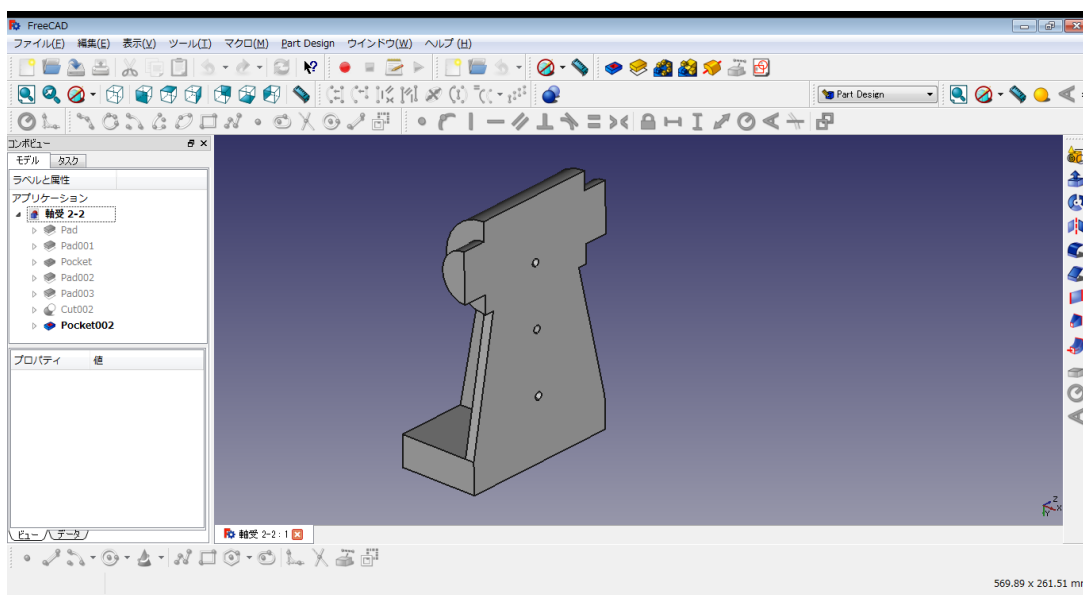 FreeCAD
ファイル(F) 編集(E) 表示(V) ツール(T) マクロ(M) Part Design ウインドウ(W) ヘルプ(H)
Part Design
コンボビュー
モデル タスク
ラベルと属性
アプリケーション
軸受 2-2
Pad
Pad001
Pocket
Pad002
Pad003
Cut002
Pocket002
プロパティ 値
Z
X
Y
ビュー データ
軸受 2-2 : 1
569.89 x 261.51 mm